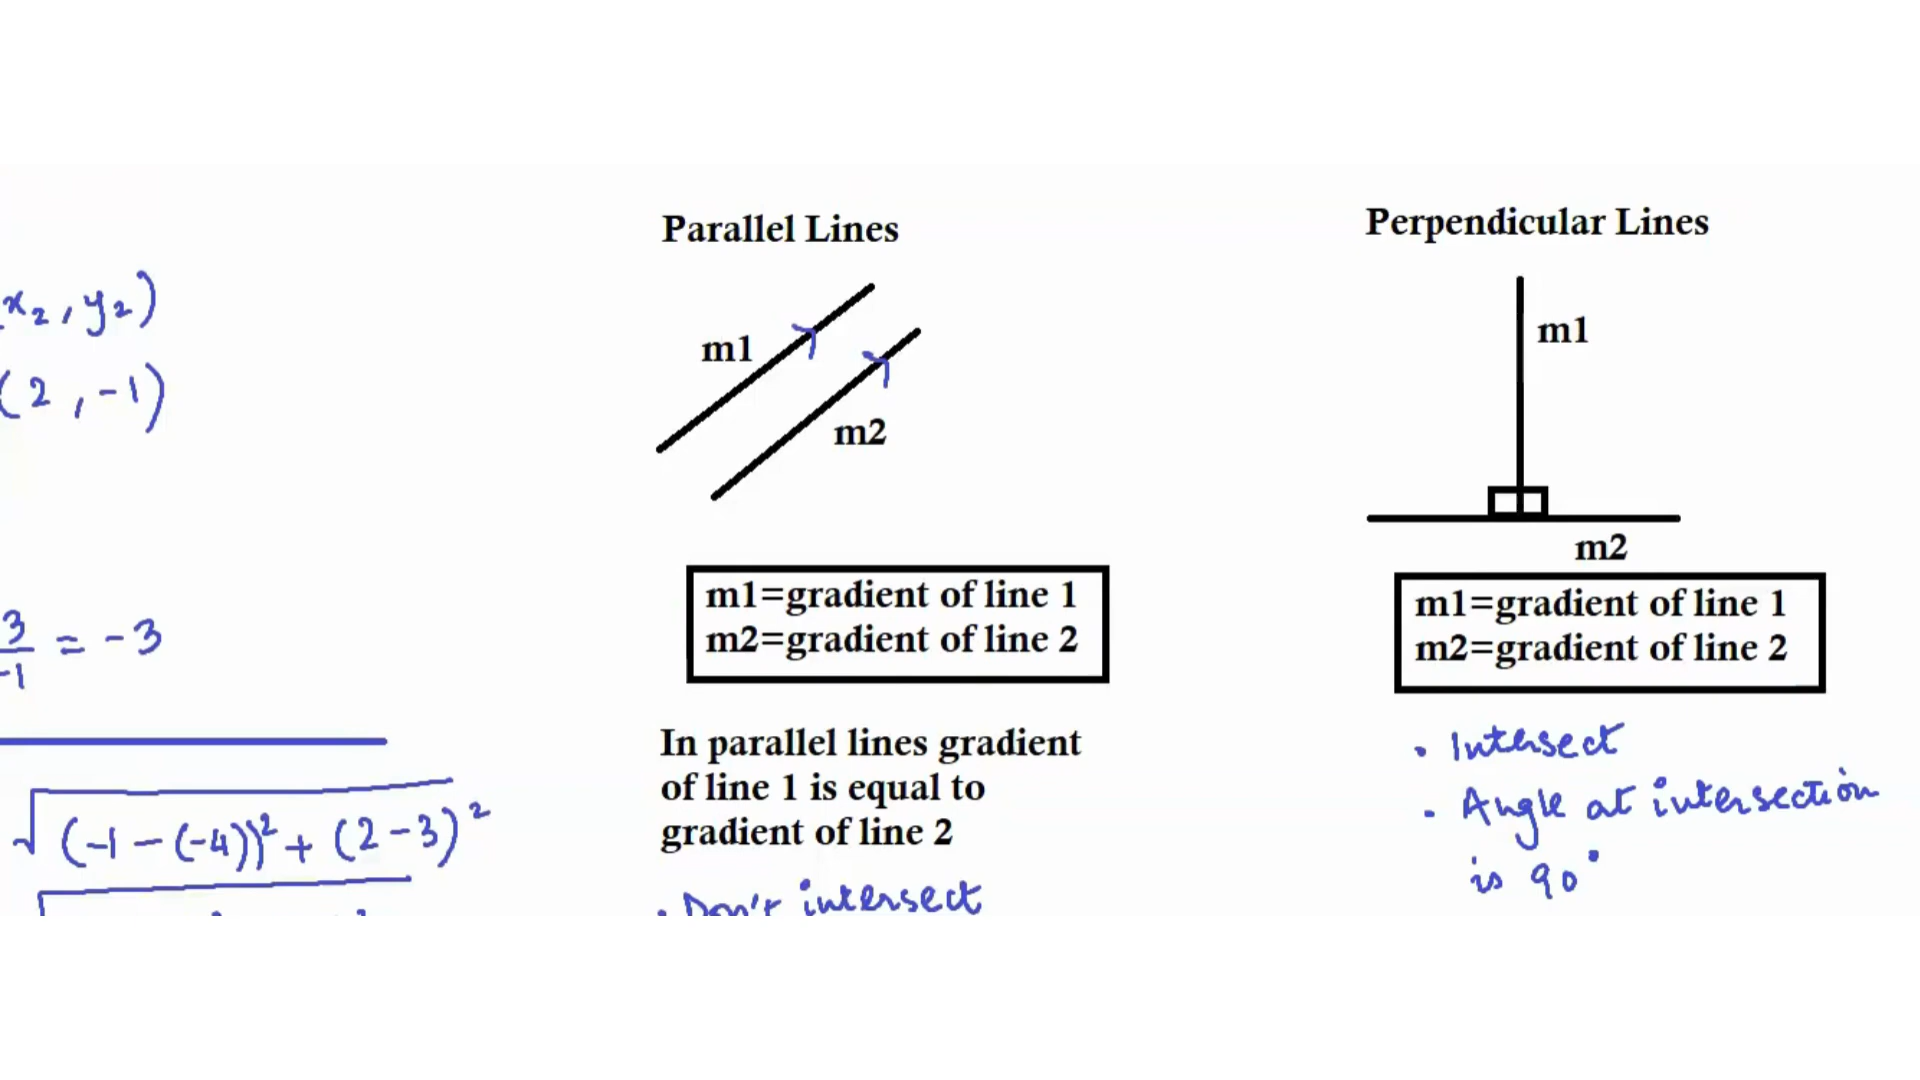 x₂, y₂)
(2, -1)
3/-1 = -3
√(-1-(-4))² + (2-3)²
Parallel Lines
m1
m2
m1=gradient of line 1
m2=gradient of line 2
In parallel lines gradient
of line 1 is equal to
gradient of line 2
. Don't intersect
Perpendicular Lines
m1
m2
m1=gradient of line 1
m2=gradient of line 2
. Intersect
. Angle at intersection
is 90°